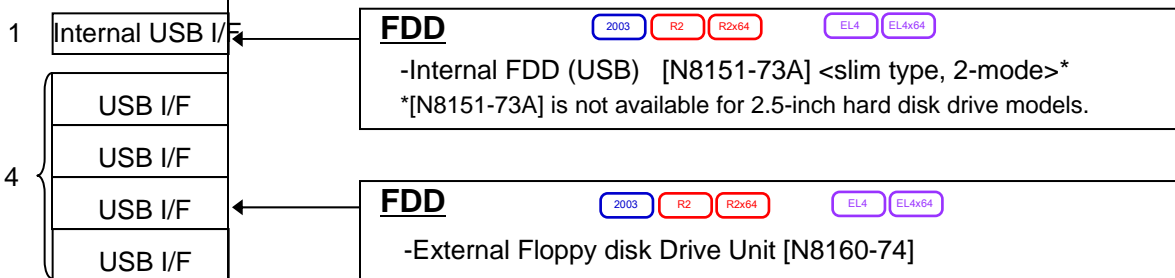 1 Internal USB I/F
FDD 2003 R2 R2x64 EL4 EL4x64
-Internal FDD (USB) [N8151-73A] <slim type, 2-mode>*
*[N8151-73A] is not available for 2.5-inch hard disk drive models.
4
USB I/F
USB I/F
USB I/F
USB I/F
FDD 2003 R2 R2x64 EL4 EL4x64
-External Floppy disk Drive Unit [N8160-74]